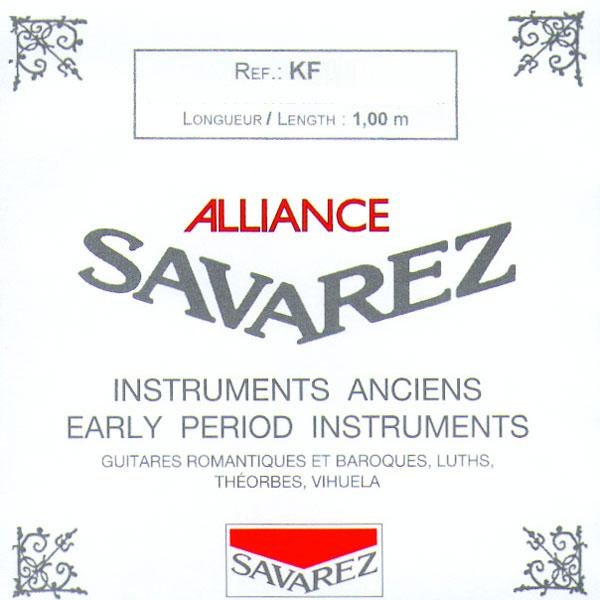 REF.: KF
LONGUEUR / LENGTH : 1,00 m
ALLIANCE
SAVAREZ
INSTRUMENTS ANCIENS
EARLY PERIOD INSTRUMENTS
GUITARES ROMANTIQUES ET BAROQUES, LUTHS,
THÉORBES, VIHUELA
SAVAREZ